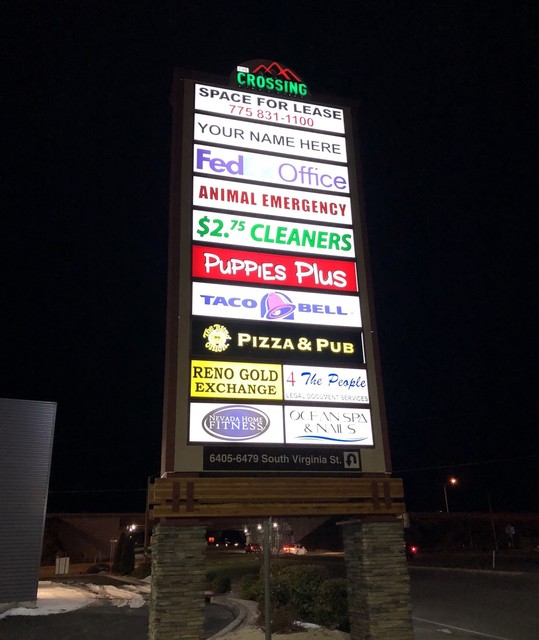 THE
CROSSING
SPACE FOR LEASE
775 831-1100
YOUR NAME HERE
FedEx Office
ANIMAL EMERGENCY
$2.75 CLEANERS
PUPPIES PLUS
TACO BELL
PIZZA & PUB
RENO GOLD
EXCHANGE
4 The People
LEGAL DOCUMENT SERVICES
NEVADA HOME
FITNESS
OCEAN SPA
& NAILS
6405-6479 South Virginia St.